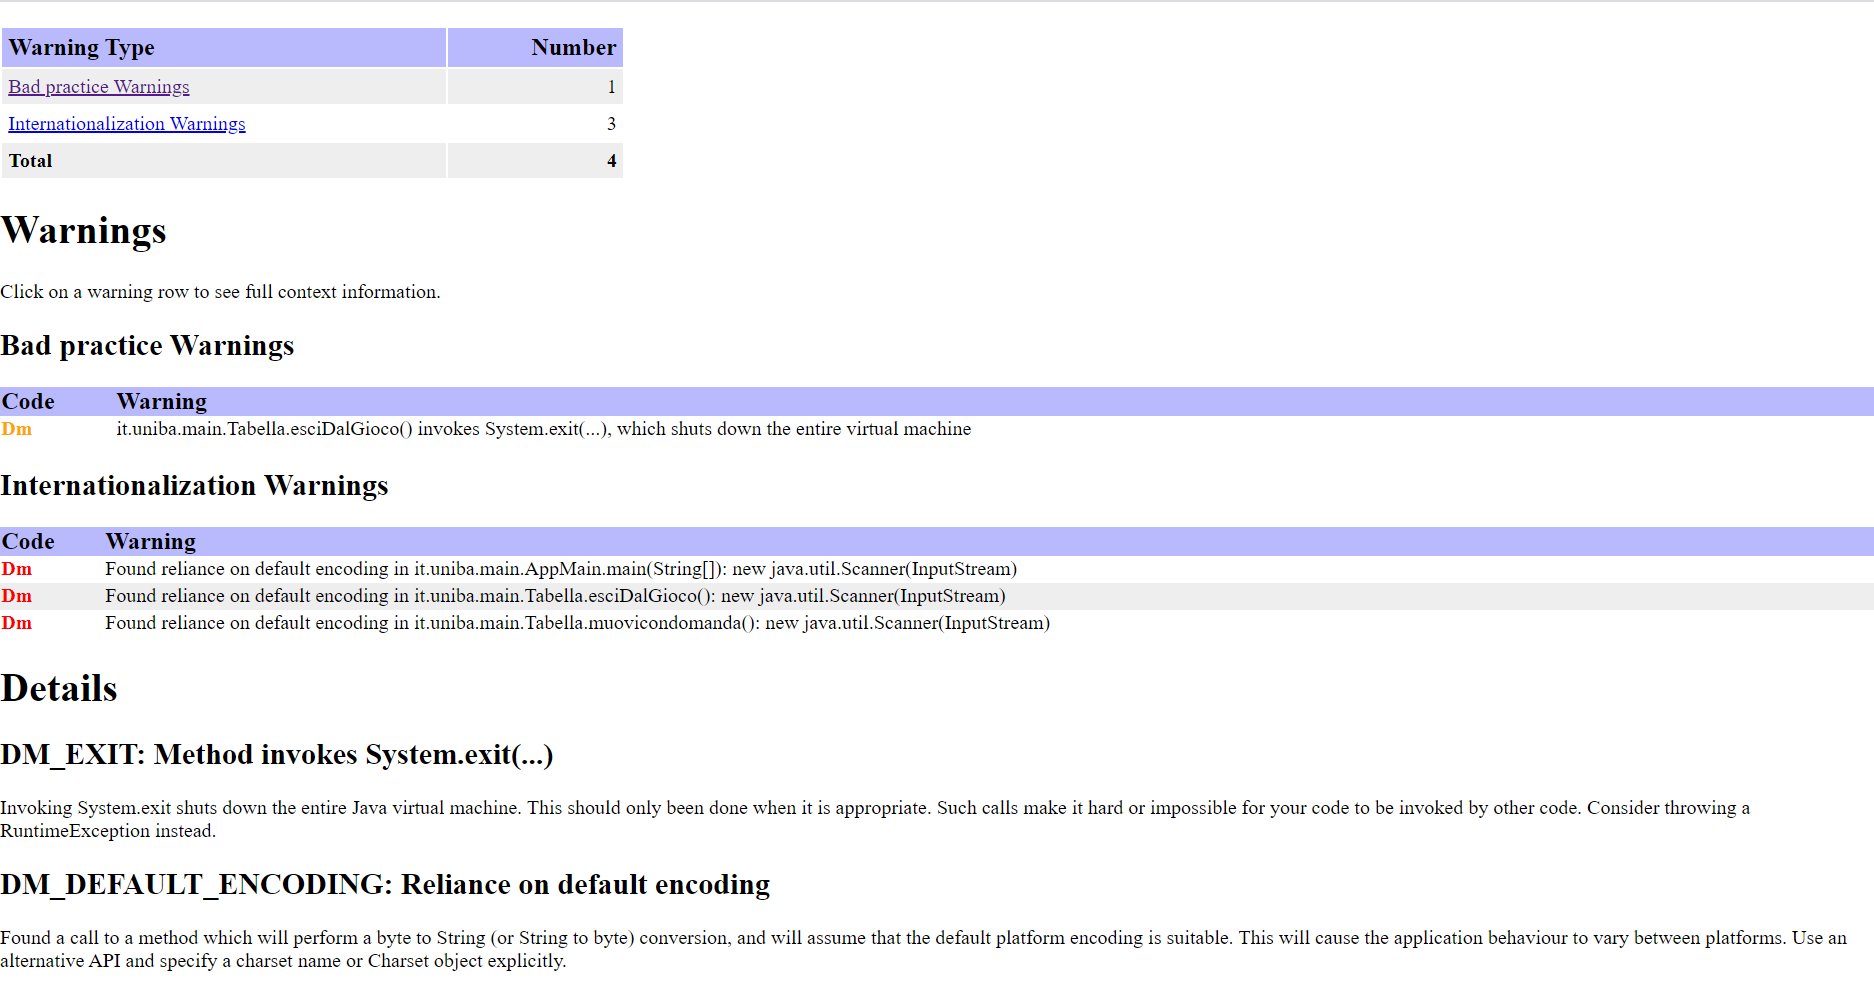 Warning Type Number
Bad practice Warnings 1
Internationalization Warnings 3
Total 4
Warnings
Click on a warning row to see full context information.
Bad practice Warnings
Code Warning
Dm it.uniba.main.Tabella.esciDalGioco() invokes System.exit(...), which shuts down the entire virtual machine
Internationalization Warnings
Code Warning
Dm Found reliance on default encoding in it.uniba.main.AppMain.main(String[]): new java.util.Scanner(InputStream)
Dm Found reliance on default encoding in it.uniba.main.Tabella.esciDalGioco(): new java.util.Scanner(InputStream)
Dm Found reliance on default encoding in it.uniba.main.Tabella.muovicondomanda(): new java.util.Scanner(InputStream)
Details
DM_EXIT: Method invokes System.exit(...)
Invoking System.exit shuts down the entire Java virtual machine. This should only been done when it is appropriate. Such calls make it hard or impossible for your code to be invoked by other code. Consider throwing a
RuntimeException instead.
DM_DEFAULT_ENCODING: Reliance on default encoding
Found a call to a method which will perform a byte to String (or String to byte) conversion, and will assume that the default platform encoding is suitable. This will cause the application behaviour to vary between platforms. Use an
alternative API and specify a charset name or Charset object explicitly.